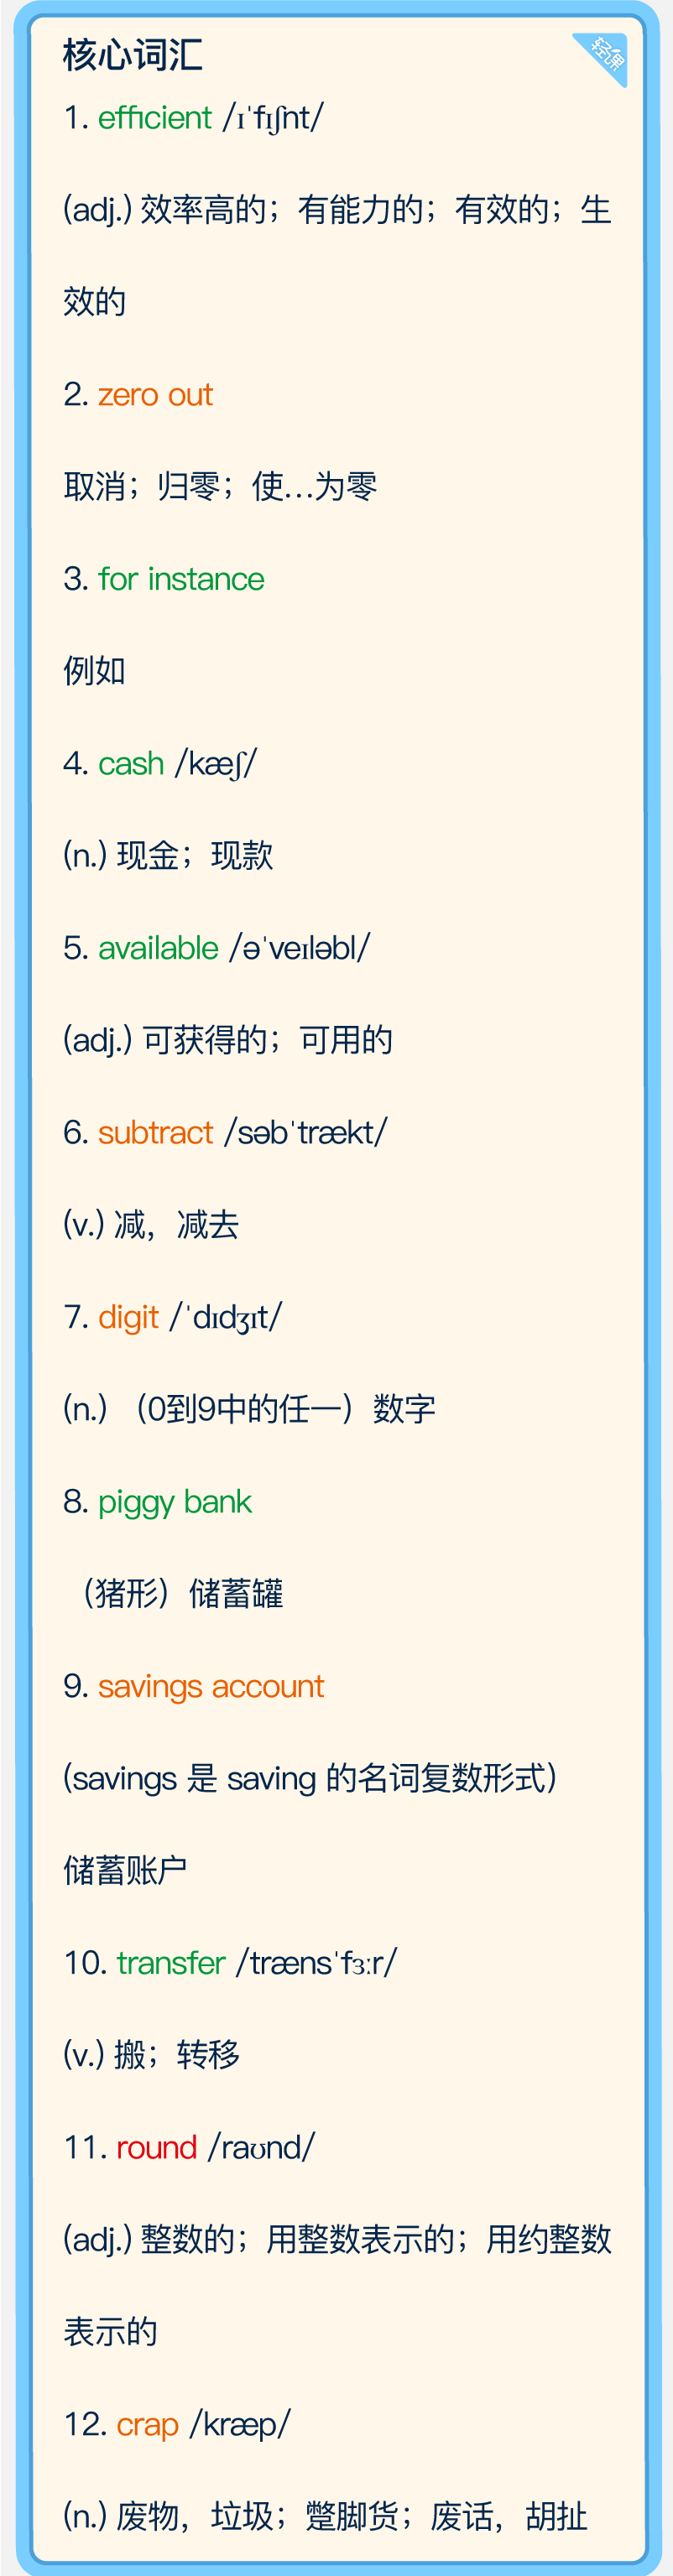 核心词汇
轻课
1. efficient /ɪˈfɪʃnt/
(adj.) 效率高的；有能力的；有效的；生
效的
2. zero out
取消；归零；使…为零
3. for instance
例如
4. cash /kæʃ/
(n.) 现金；现款
5. available /əˈveɪləbl/
(adj.) 可获得的；可用的
6. subtract /səbˈtrækt/
(v.) 减，减去
7. digit /ˈdɪdʒɪt/
(n.) （0到9中的任一）数字
8. piggy bank
（猪形）储蓄罐
9. savings account
(savings 是 saving 的名词复数形式）
储蓄账户
10. transfer /trænsˈfɜːr/
(v.) 搬；转移
11. round /raʊnd/
(adj.) 整数的；用整数表示的；用约整数
表示的
12. crap /kræp/
(n.) 废物，垃圾；蹩脚货；废话，胡扯